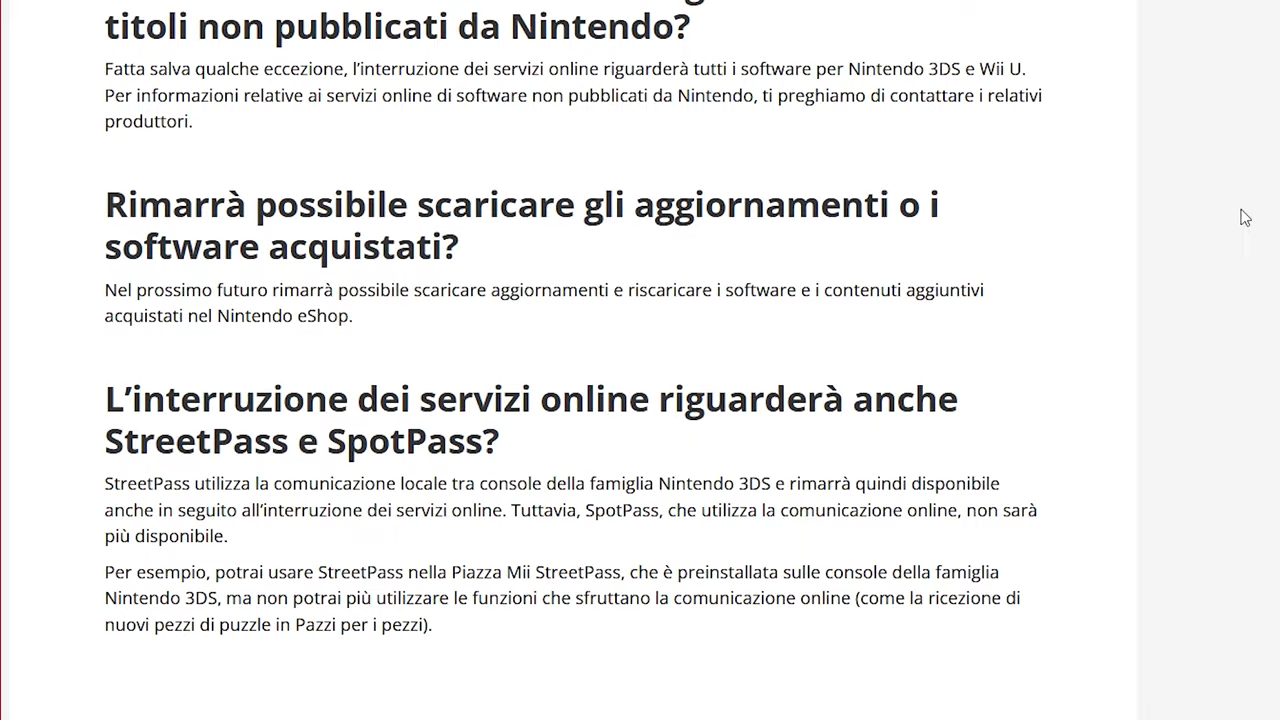 titoli non pubblicati da Nintendo?
Fatta salva qualche eccezione, l’interruzione dei servizi online riguarderà tutti i software per Nintendo 3DS e Wii U.
Per informazioni relative ai servizi online di software non pubblicati da Nintendo, ti preghiamo di contattare i relativi
produttori.
Rimarrà possibile scaricare gli aggiornamenti o i
software acquistati?
Nel prossimo futuro rimarrà possibile scaricare aggiornamenti e riscaricare i software e i contenuti aggiuntivi
acquistati nel Nintendo eShop.
L’interruzione dei servizi online riguarderà anche
StreetPass e SpotPass?
StreetPass utilizza la comunicazione locale tra console della famiglia Nintendo 3DS e rimarrà quindi disponibile
anche in seguito all’interruzione dei servizi online. Tuttavia, SpotPass, che utilizza la comunicazione online, non sarà
più disponibile.
Per esempio, potrai usare StreetPass nella Piazza Mii StreetPass, che è preinstallata sulle console della famiglia
Nintendo 3DS, ma non potrai più utilizzare le funzioni che sfruttano la comunicazione online (come la ricezione di
nuovi pezzi di puzzle in Pazzi per i pezzi).